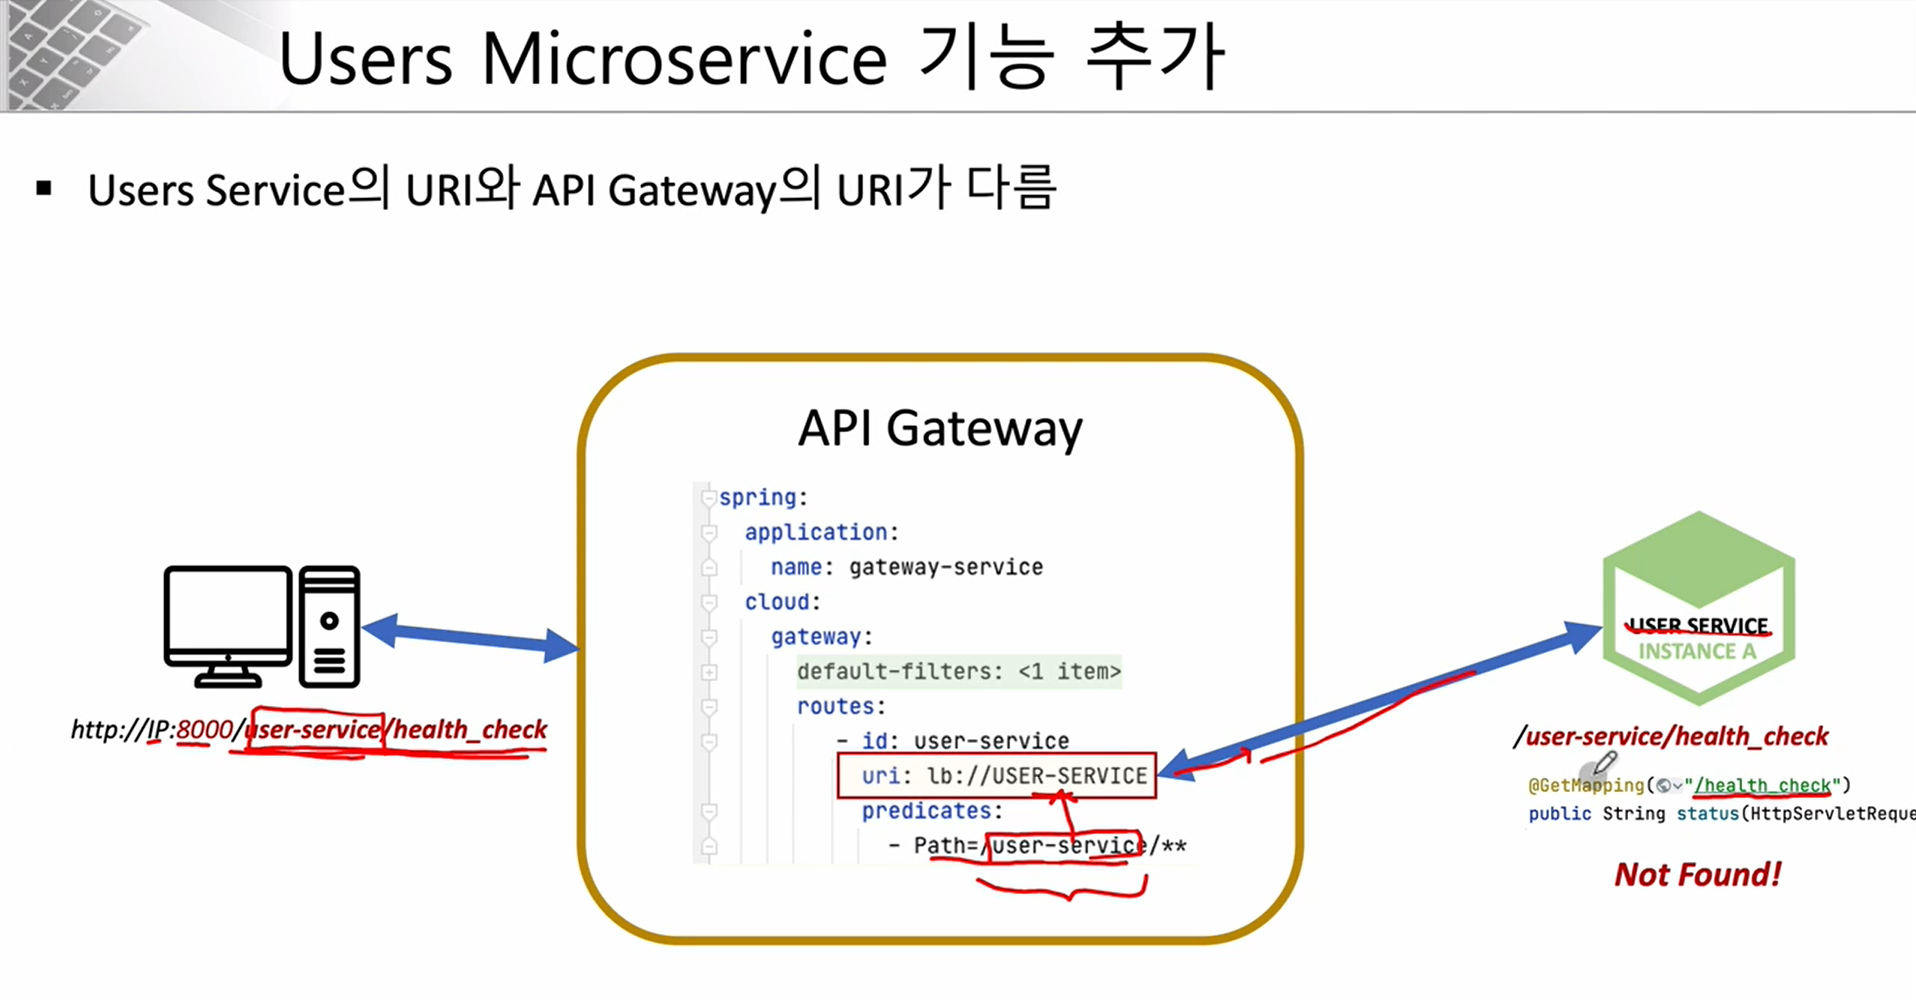 Users Microservice 기능 추가
▪ Users Service의 URI와 API Gateway의 URI가 다름
API Gateway
spring:
application:
name: gateway-service
cloud:
gateway:
default-filters: <1 item>
routes:
- id: user-service
uri: lb://USER-SERVICE
predicates:
- Path=/user-service/**
http://IP:8000/user-service/health_check
USER SERVICE
INSTANCE A
/user-service/health_check
@GetMapping("/health_check")
public String status(HttpServletReque
Not Found!